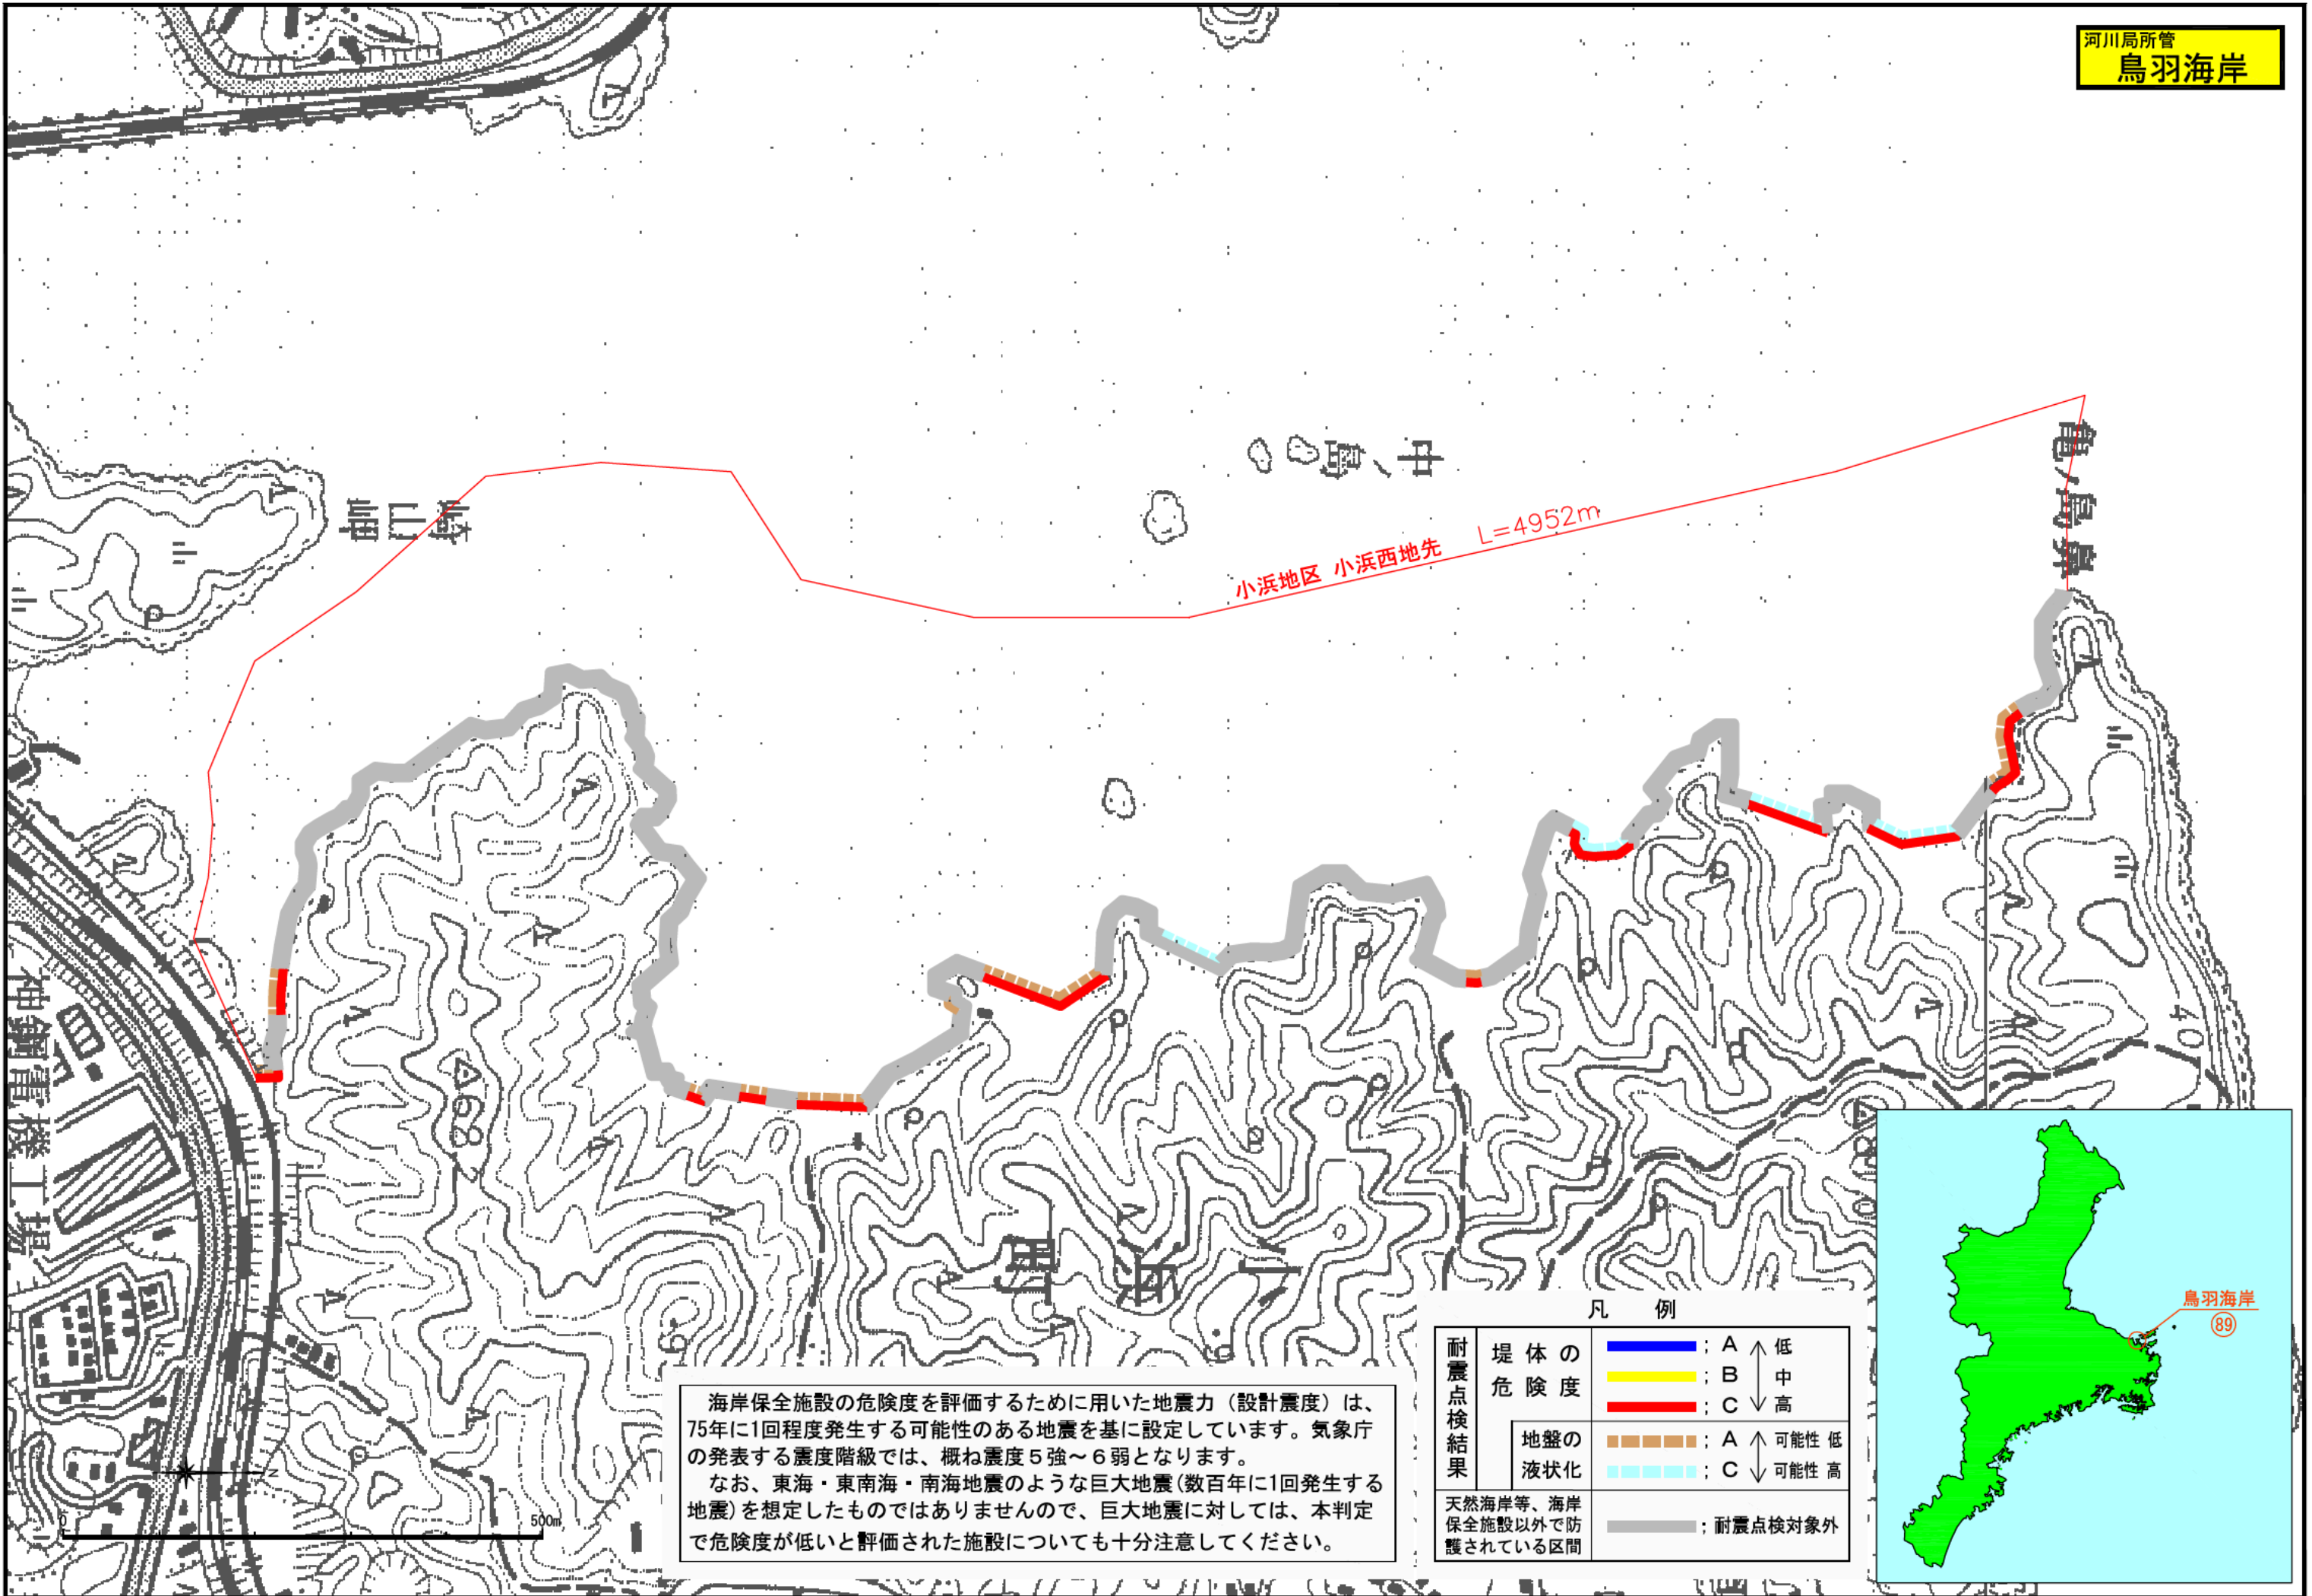 河川局所管
鳥羽海岸
中ノ島
亀ノ島鼻
小浜地区 小浜西地先 L=4952m
小浜町
40
0 500m
N
海岸保全施設の危険度を評価するために用いた地震力（設計震度）は、
75年に1回程度発生する可能性のある地震を基に設定しています。気象庁
の発表する震度階級では、概ね震度５強～６弱となります。
なお、東海・東南海・南海地震のような巨大地震(数百年に1回発生する
地震)を想定したものではありませんので、巨大地震に対しては、本判定
で危険度が低いと評価された施設についても十分注意してください。
凡 例
耐震点検結果
堤体の
危険度
; A 低
; B 中
; C 高
地盤の
液状化
; A 可能性 低
; C 可能性 高
天然海岸等、海岸
保全施設以外で防
護されている区間
; 耐震点検対象外
鳥羽海岸
89